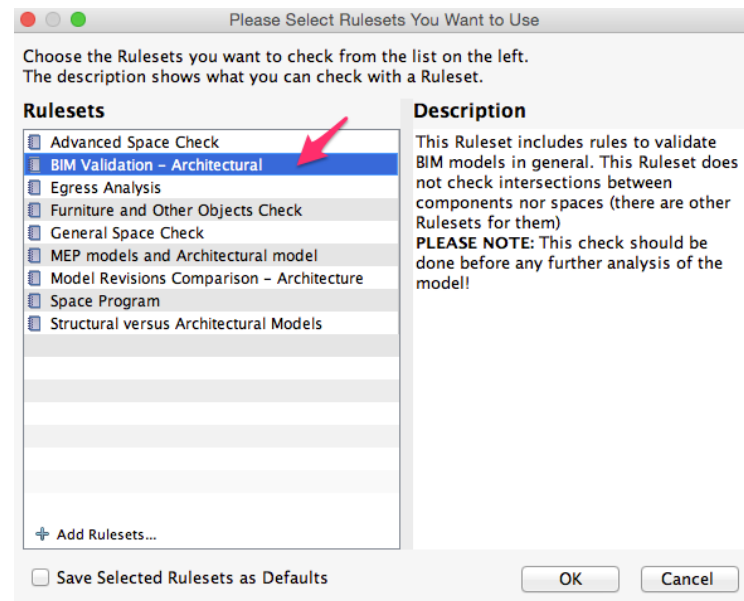 Please Select Rulesets You Want to Use
Choose the Rulesets you want to check from the list on the left.
The description shows what you can check with a Ruleset.
Rulesets
Advanced Space Check
BIM Validation – Architectural
Egress Analysis
Furniture and Other Objects Check
General Space Check
MEP models and Architectural model
Model Revisions Comparison – Architecture
Space Program
Structural versus Architectural Models
Add Rulesets...
Description
This Ruleset includes rules to validate
BIM models in general. This Ruleset does
not check intersections between
components nor spaces (there are other
Rulesets for them)
PLEASE NOTE: This check should be
done before any further analysis of the
model!
Save Selected Rulesets as Defaults
OK
Cancel